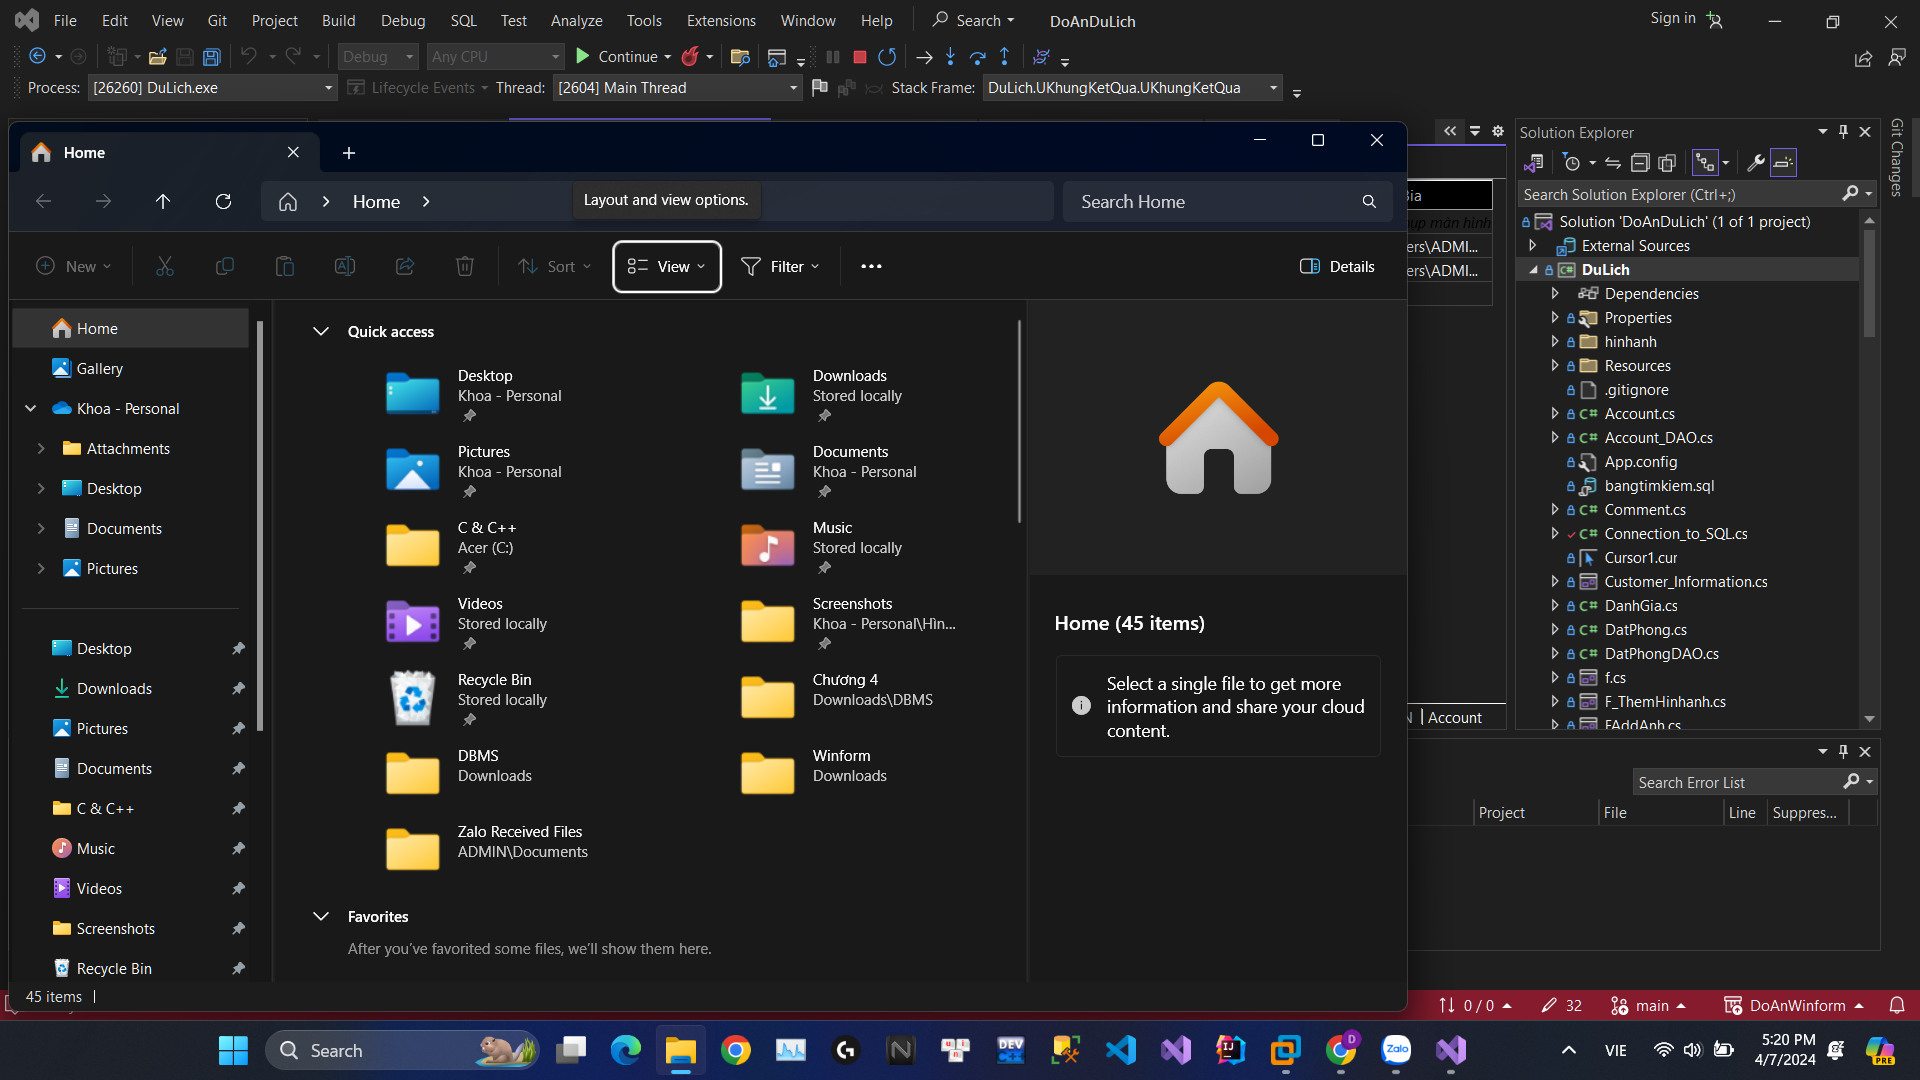 File Edit View Git Project Build Debug SQL Test Analyze Tools Extensions Window Help Search DoAnDuLich Sign in
Debug Any CPU Continue
Process: [26260] DuLich.exe Lifecycle Events Thread: [2604] Main Thread Stack Frame: DuLich.UKhungKetQua.UKhungKetQua
Home
Home
Layout and view options.
Search Home
New Sort View Filter Details
Home
Gallery
Khoa - Personal
Attachments
Desktop
Documents
Pictures
Desktop
Downloads
Pictures
Documents
C & C++
Music
Videos
Screenshots
Recycle Bin
45 items
Quick access
Desktop
Khoa - Personal
Downloads
Stored locally
Pictures
Khoa - Personal
Documents
Khoa - Personal
C & C++
Acer (C:)
Music
Stored locally
Videos
Stored locally
Screenshots
Khoa - Personal\Hìn...
Recycle Bin
Stored locally
Chương 4
Downloads\DBMS
DBMS
Downloads
Winform
Downloads
Zalo Received Files
ADMIN\Documents
Favorites
After you've favorited some files, we'll show them here.
Home (45 items)
Select a single file to get more
information and share your cloud
content.
màn hình
ers\ADMI...
ers\ADMI...
Account
Solution Explorer
Search Solution Explorer (Ctrl+;)
Solution 'DoAnDuLich' (1 of 1 project)
External Sources
DuLich
Dependencies
Properties
hinhanh
Resources
.gitignore
Account.cs
Account_DAO.cs
App.config
bangtimkiem.sql
Comment.cs
Connection_to_SQL.cs
Cursor1.cur
Customer_Information.cs
DanhGia.cs
DatPhong.cs
DatPhongDAO.cs
f.cs
F_ThemHinhanh.cs
FAddAnh.cs
Git Changes
Search Error List
Project File Line Suppres...
0 / 0 32 main DoAnWinform
Search
DEV
C++
Zalo
D
VIE
5:20 PM
4/7/2024
PRE